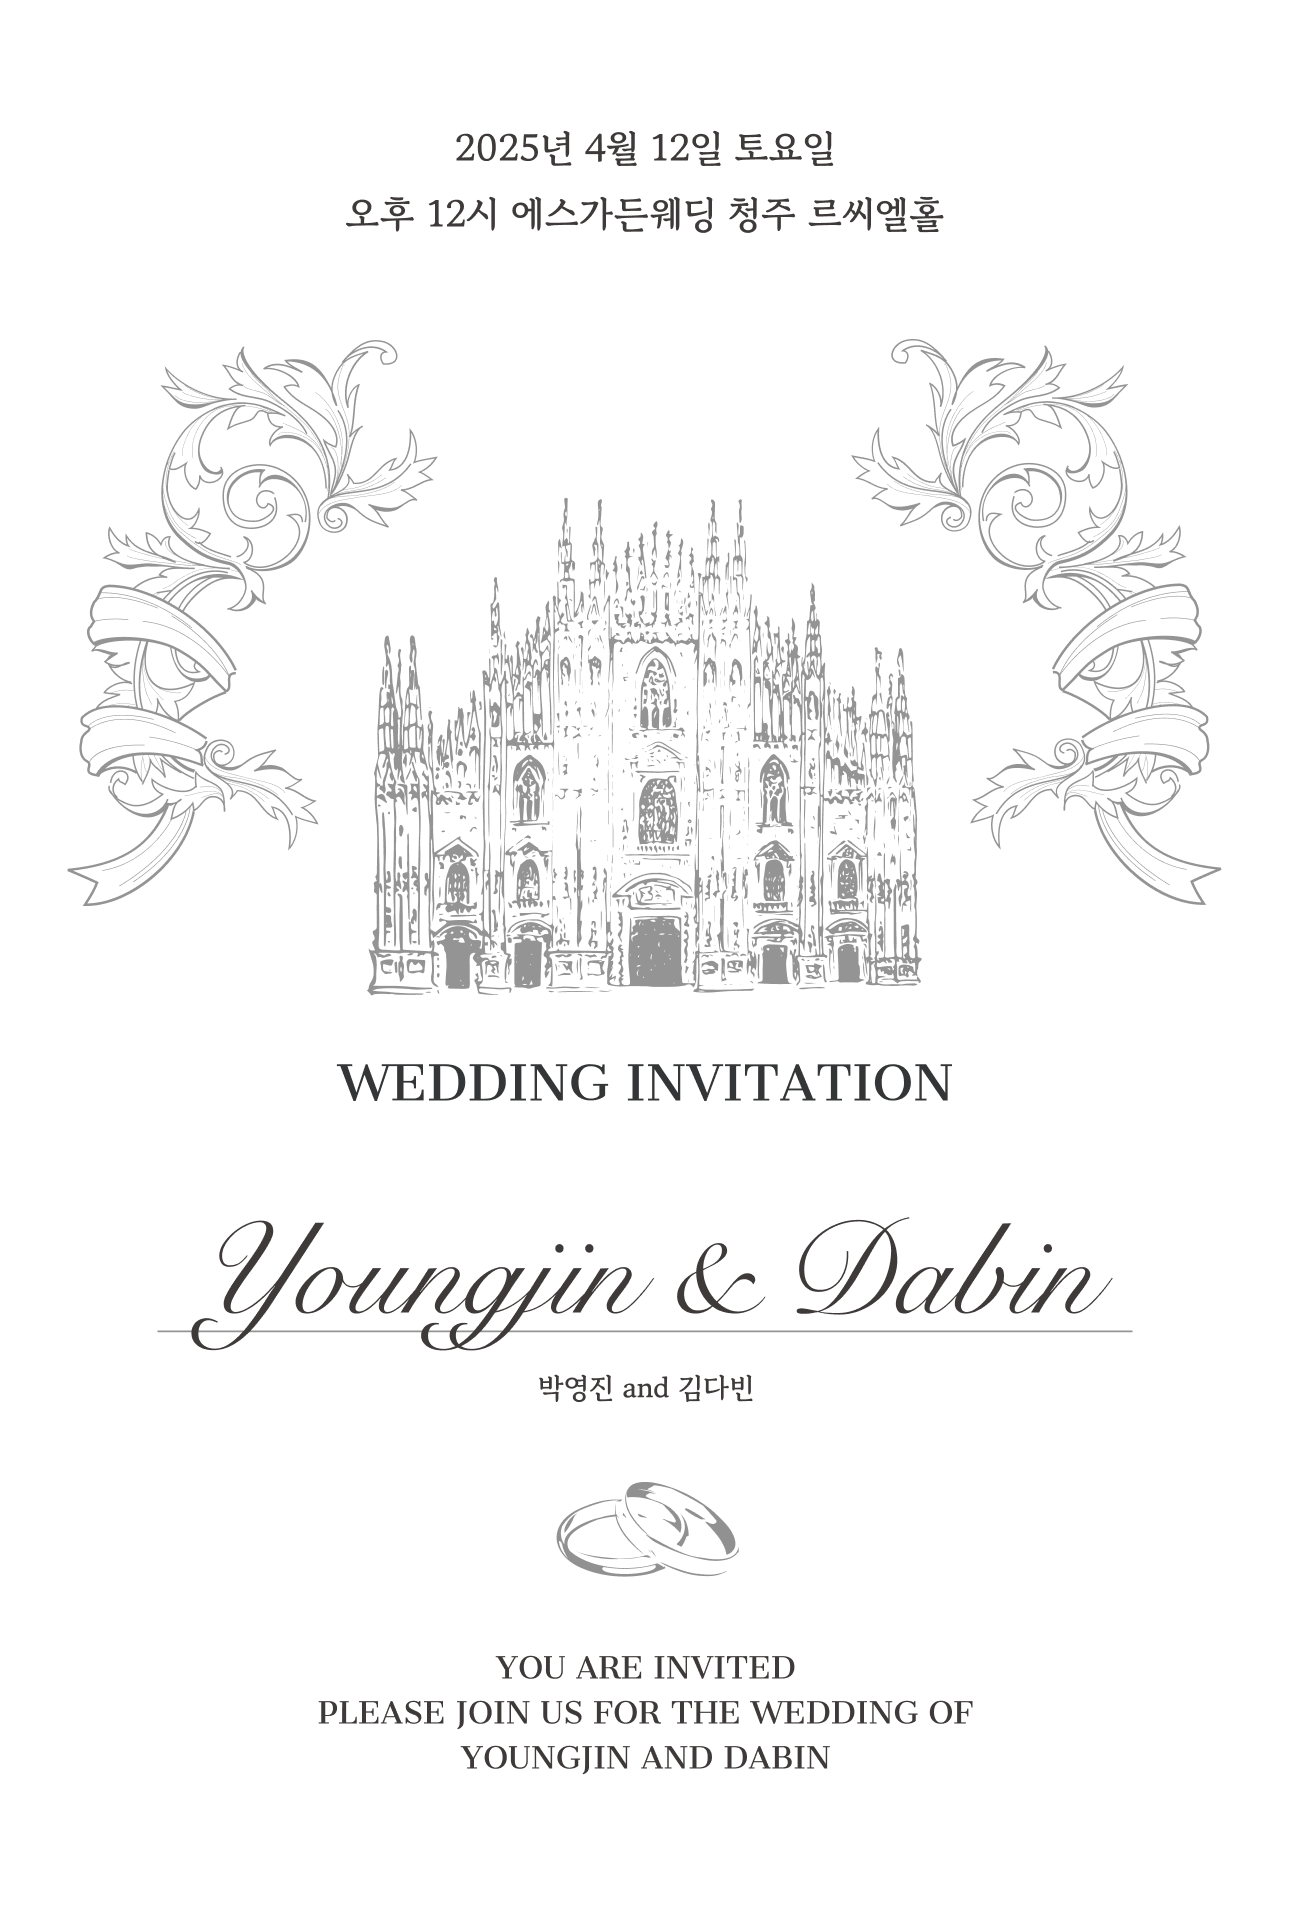 2025년 4월 12일 토요일
오후 12시 에스가든웨딩 청주 르씨엘홀
WEDDING INVITATION
Youngjin & Dabin
박영진 and 김다빈
YOU ARE INVITED
PLEASE JOIN US FOR THE WEDDING OF
YOUNGJIN AND DABIN